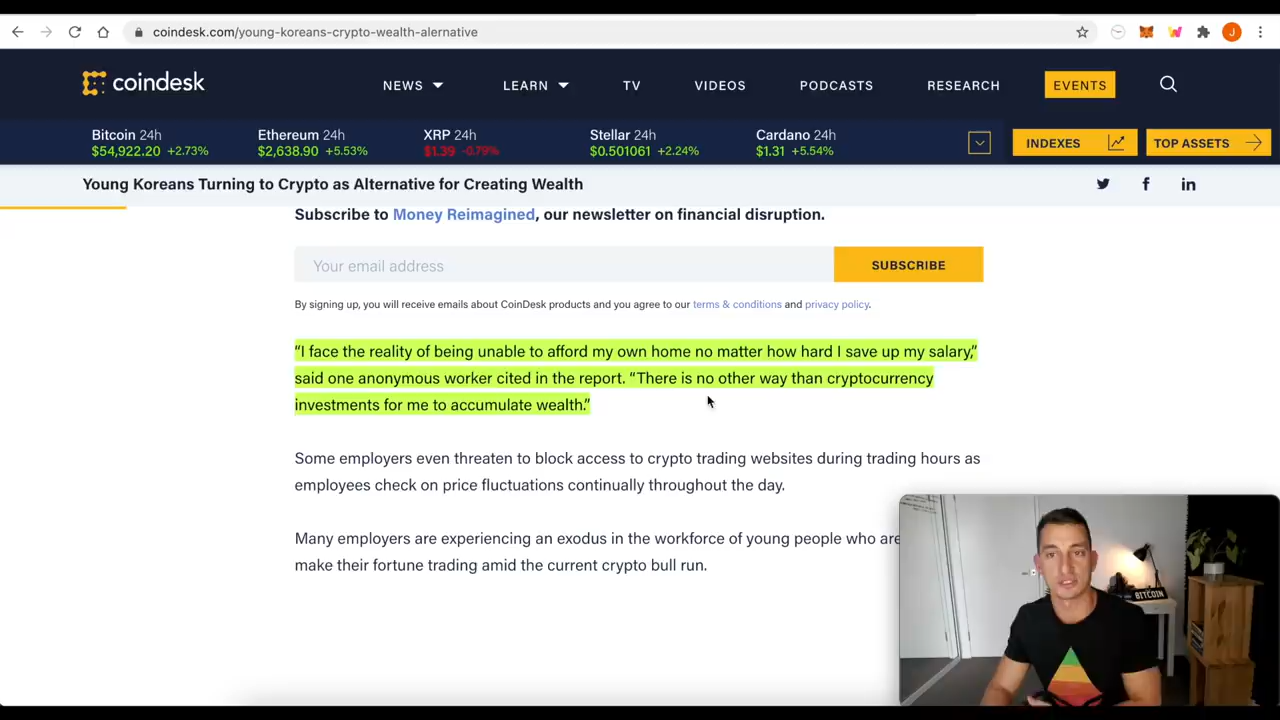 coindesk.com/young-koreans-crypto-wealth-alernative
J
coindesk
NEWS
LEARN
TV
VIDEOS
PODCASTS
RESEARCH
EVENTS
Bitcoin 24h
$54,922.20 +2.73%
Ethereum 24h
$2,638.90 +5.53%
XRP 24h
$1.39 -0.79%
Stellar 24h
$0.501061 +2.24%
Cardano 24h
$1.31 +5.54%
INDEXES
TOP ASSETS
Young Koreans Turning to Crypto as Alternative for Creating Wealth
Subscribe to Money Reimagined, our newsletter on financial disruption.
Your email address
SUBSCRIBE
By signing up, you will receive emails about CoinDesk products and you agree to our terms & conditions and privacy policy.
“I face the reality of being unable to afford my own home no matter how hard I save up my salary,”
said one anonymous worker cited in the report. “There is no other way than cryptocurrency
investments for me to accumulate wealth.”
Some employers even threaten to block access to crypto trading websites during trading hours as
employees check on price fluctuations continually throughout the day.
Many employers are experiencing an exodus in the workforce of young people who are
make their fortune trading amid the current crypto bull run.
BITCOIN